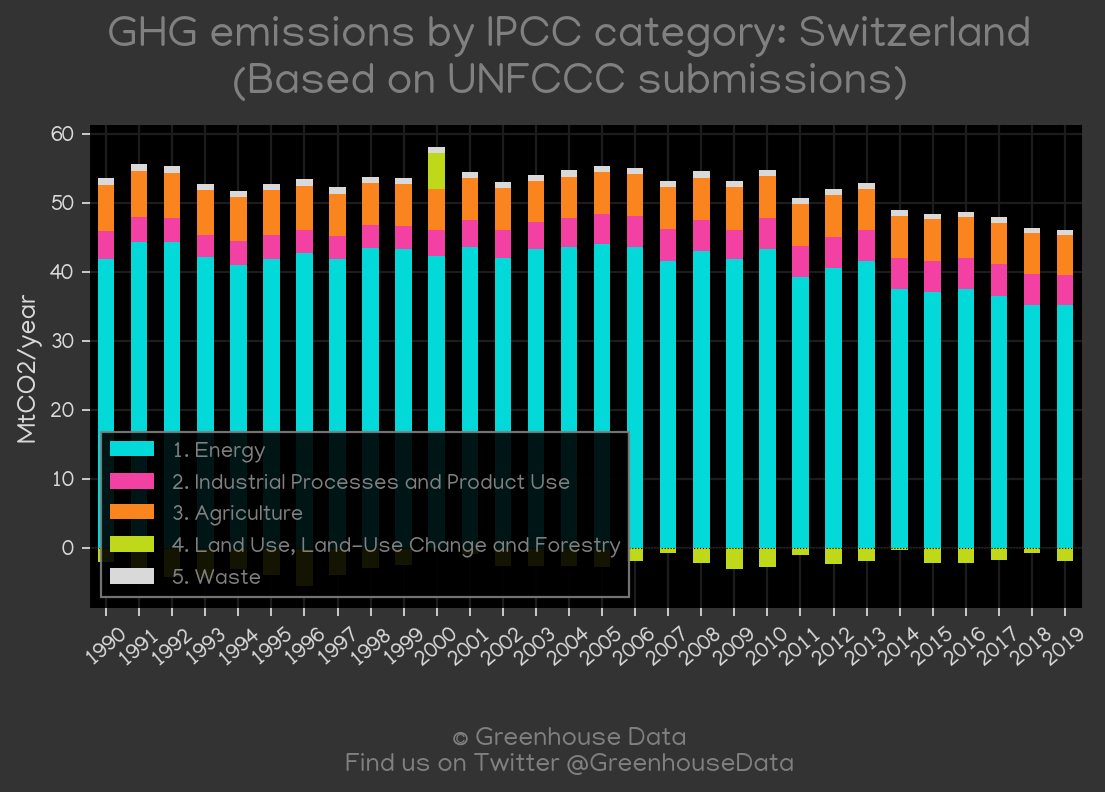 GHG emissions by IPCC category: Switzerland
(Based on UNFCCC submissions)
MtCO2/year
60
50
40
30
20
10
0
1. Energy
2. Industrial Processes and Product Use
3. Agriculture
4. Land Use, Land-Use Change and Forestry
5. Waste
1990 1991 1992 1993 1994 1995 1996 1997 1998 1999 2000 2001 2002 2003 2004 2005 2006 2007 2008 2009 2010 2011 2012 2013 2014 2015 2016 2017 2018 2019
© Greenhouse Data
Find us on Twitter @GreenhouseData